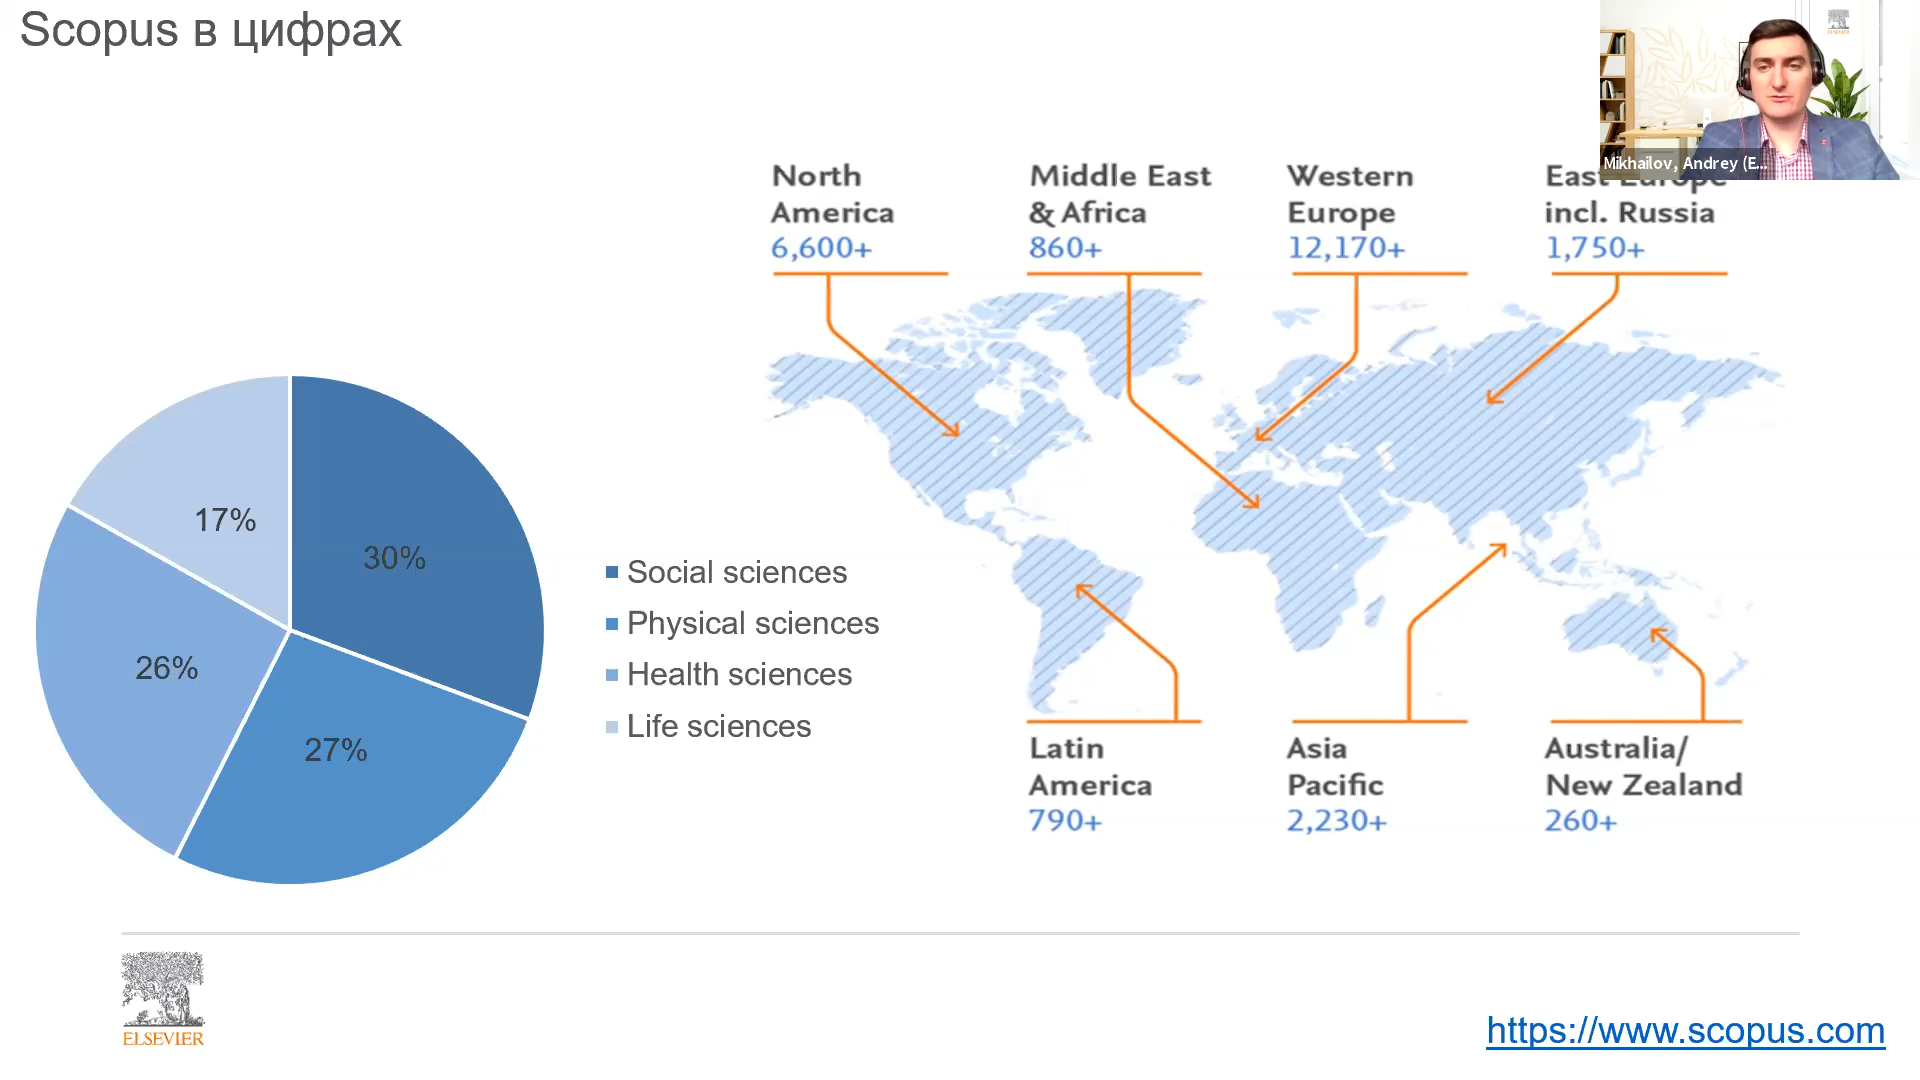 Scopus в цифрах
ELSEVIER
Mikhailov, Andrey (E...
North
America
6,600+
Middle East
& Africa
860+
Western
Europe
12,170+
East Europe
incl. Russia
1,750+
17%
30%
26%
27%
Social sciences
Physical sciences
Health sciences
Life sciences
Latin
America
790+
Asia
Pacific
2,230+
Australia/
New Zealand
260+
ELSEVIER
https://www.scopus.com